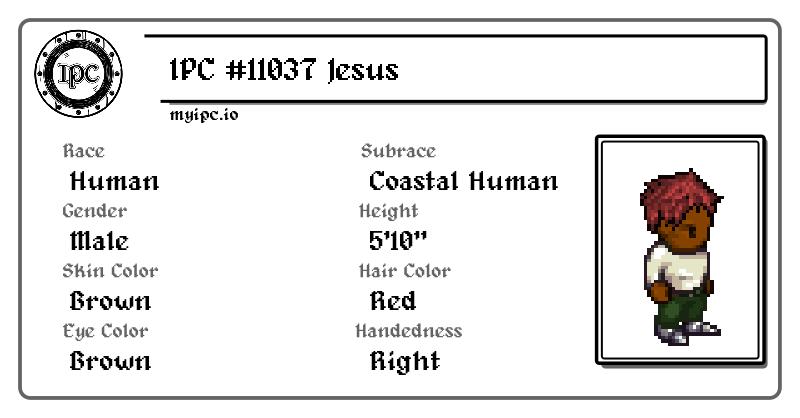 IPC
IPC #11037 Jesus
myipc.io
Race
Human
Subrace
Coastal Human
Gender
Male
Height
5'10"
Skin Color
Brown
Hair Color
Red
Eye Color
Brown
Handedness
Right